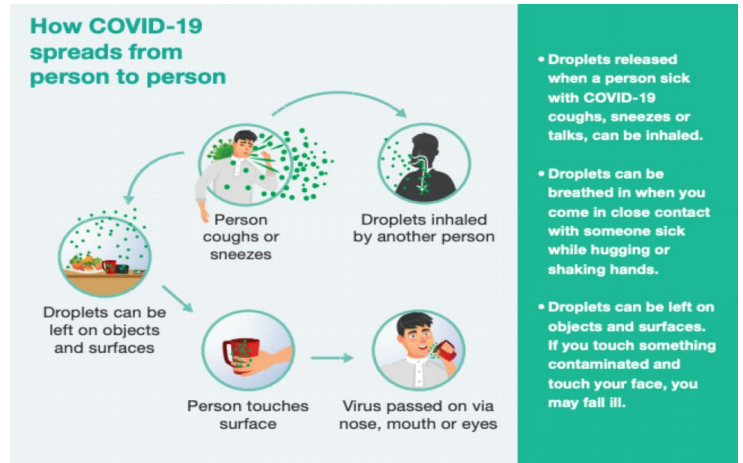 How COVID-19
spreads from
person to person
Person
coughs or
sneezes
Droplets inhaled
by another person
Droplets can be
left on objects
and surfaces
Person touches
surface
Virus passed on via
nose, mouth or eyes
• Droplets released
when a person sick
with COVID-19
coughs, sneezes or
talks, can be inhaled.
• Droplets can be
breathed in when you
come in close contact
with someone sick
while hugging or
shaking hands.
• Droplets can be left on
objects and surfaces.
If you touch something
contaminated and
touch your face, you
may fall ill.